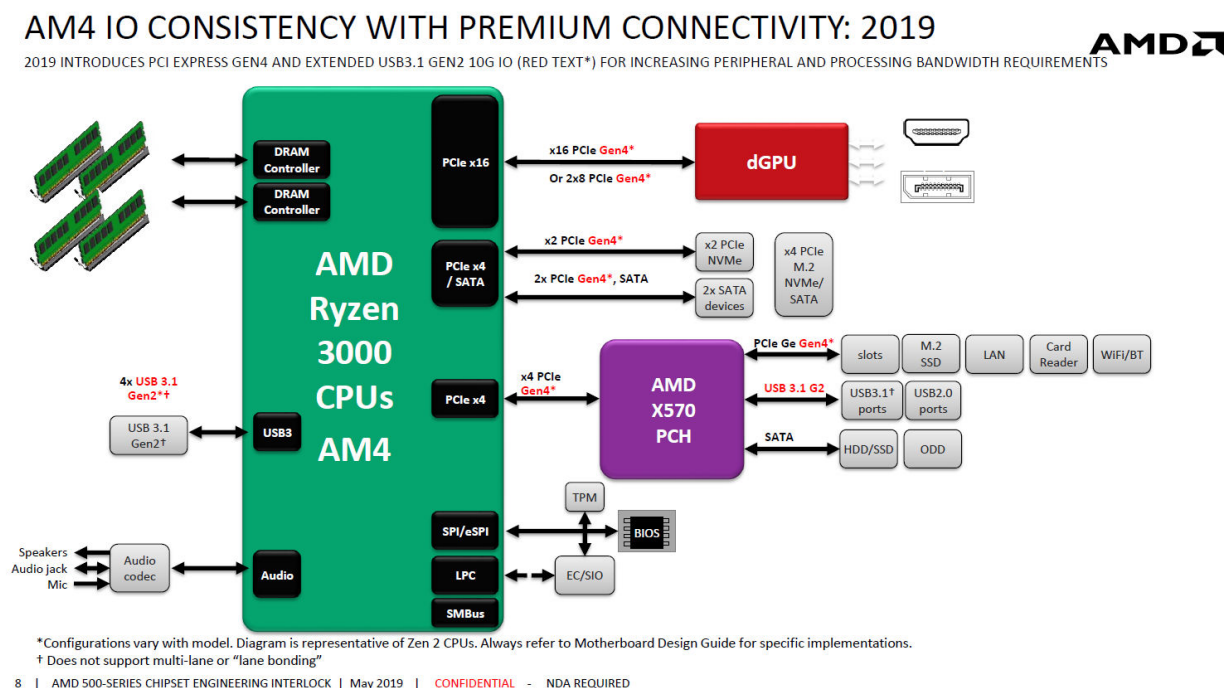 AM4 IO CONSISTENCY WITH PREMIUM CONNECTIVITY: 2019
AMD
2019 INTRODUCES PCI EXPRESS GEN4 AND EXTENDED USB3.1 GEN2 10G IO (RED TEXT*) FOR INCREASING PERIPHERAL AND PROCESSING BANDWIDTH REQUIREMENTS
DRAM
Controller
DRAM
Controller
AMD
Ryzen
3000
CPUs
AM4
PCIe x16
x16 PCIe Gen4*
Or 2x8 PCIe Gen4*
dGPU
PCIe x4
/ SATA
x2 PCIe Gen4*
2x PCIe Gen4*, SATA
x2 PCIe
NVMe
2x SATA
devices
x4 PCIe
M.2
NVMe/
SATA
PCIe x4
x4 PCIe
Gen4*
AMD
X570
PCH
PCIe Ge Gen4*
slots
M.2
SSD
LAN
Card
Reader
WiFi/BT
USB 3.1 G2
USB3.1†
ports
USB2.0
ports
SATA
HDD/SSD
ODD
4x USB 3.1
Gen2*†
USB 3.1
Gen2†
USB3
SPI/eSPI
TPM
BIOS
LPC
EC/SIO
SMBus
Speakers
Audio jack
Mic
Audio
codec
Audio
*Configurations vary with model. Diagram is representative of Zen 2 CPUs. Always refer to Motherboard Design Guide for specific implementations.
† Does not support multi-lane or “lane bonding”
8 | AMD 500-SERIES CHIPSET ENGINEERING INTERLOCK | May 2019 | CONFIDENTIAL - NDA REQUIRED